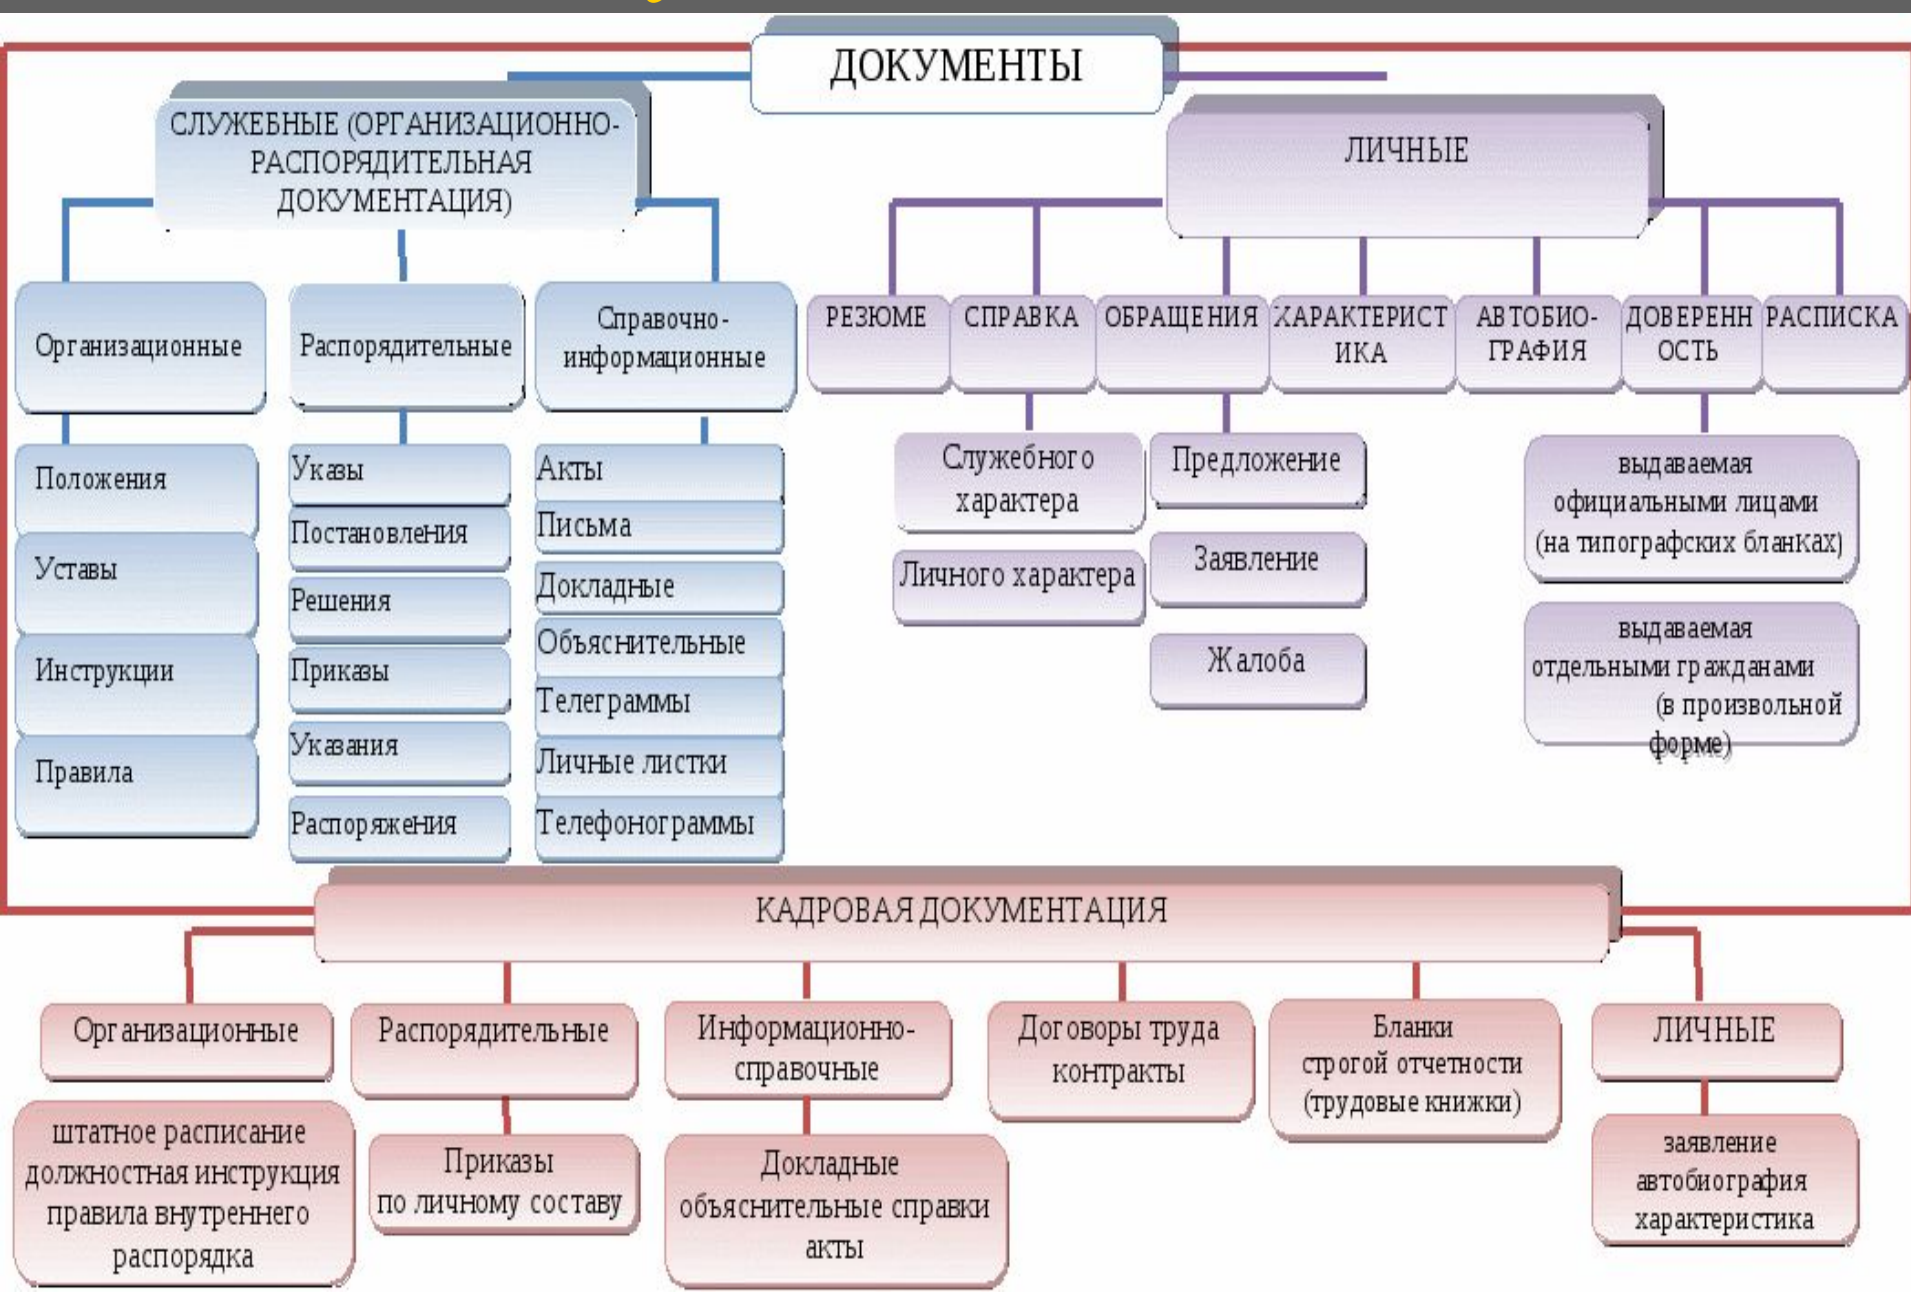 ДОКУМЕНТЫ
СЛУЖЕБНЫЕ (ОРГАНИЗАЦИОННО-
РАСПОРЯДИТЕЛЬНАЯ
ДОКУМЕНТАЦИЯ)
Организационные
Положения
Уставы
Инструкции
Правила
Распорядительные
Указы
Постановления
Решения
Приказы
Указания
Распоряжения
Справочно-
информационные
Акты
Письма
Докладные
Объяснительные
Телеграммы
Личные листки
Телефонограммы
ЛИЧНЫЕ
РЕЗЮМЕ
СПРАВКА
Служебного
характера
Личного характера
ОБРАЩЕНИЯ
Предложение
Заявление
Жалоба
ХАРАКТЕРИСТ
ИКА
АВТОБИО-
ГРАФИЯ
ДОВЕРЕНН
ОСТЬ
выдаваемая
официальными лицами
(на типографских бланках)
выдаваемая
отдельными гражданами
(в произвольной
форме)
РАСПИСКА
КАДРОВАЯ ДОКУМЕНТАЦИЯ
Организационные
штатное расписание
должностная инструкция
правила внутреннего
распорядка
Распорядительные
Приказы
по личному составу
Информационно-
справочные
Докладные
объяснительные справки
акты
Договоры труда
контракты
Бланки
строгой отчетности
(трудовые книжки)
ЛИЧНЫЕ
заявление
автобиография
характеристика